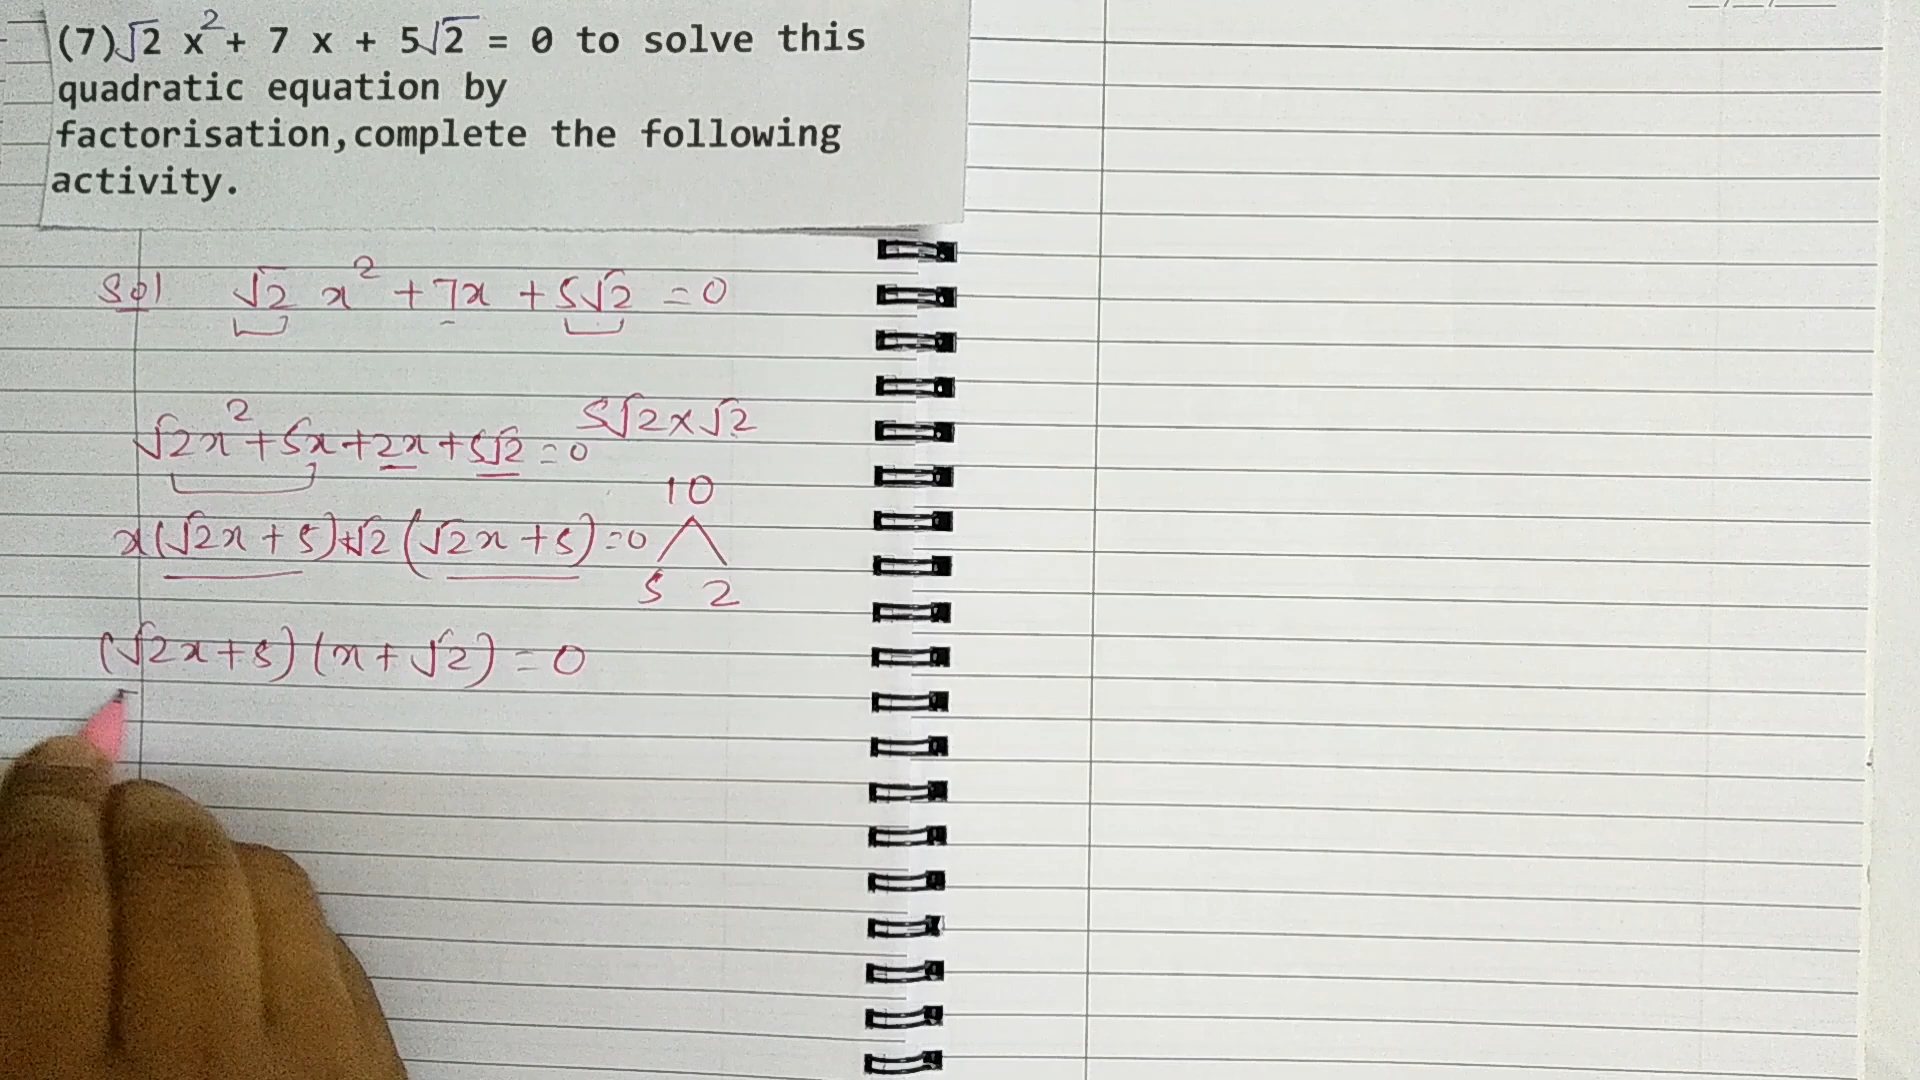 (7)√2 x²+ 7 x + 5√2 = 0 to solve this
quadratic equation by
factorisation,complete the following
activity.
Sol √2 x² + 7x + 5√2 = 0
√2x² + 5x + 2x + 5√2 = 0
5√2 x √2
10
5 2
x(√2x + 5) + √2 (√2x + 5) = 0
(√2x + 5) (x + √2) = 0